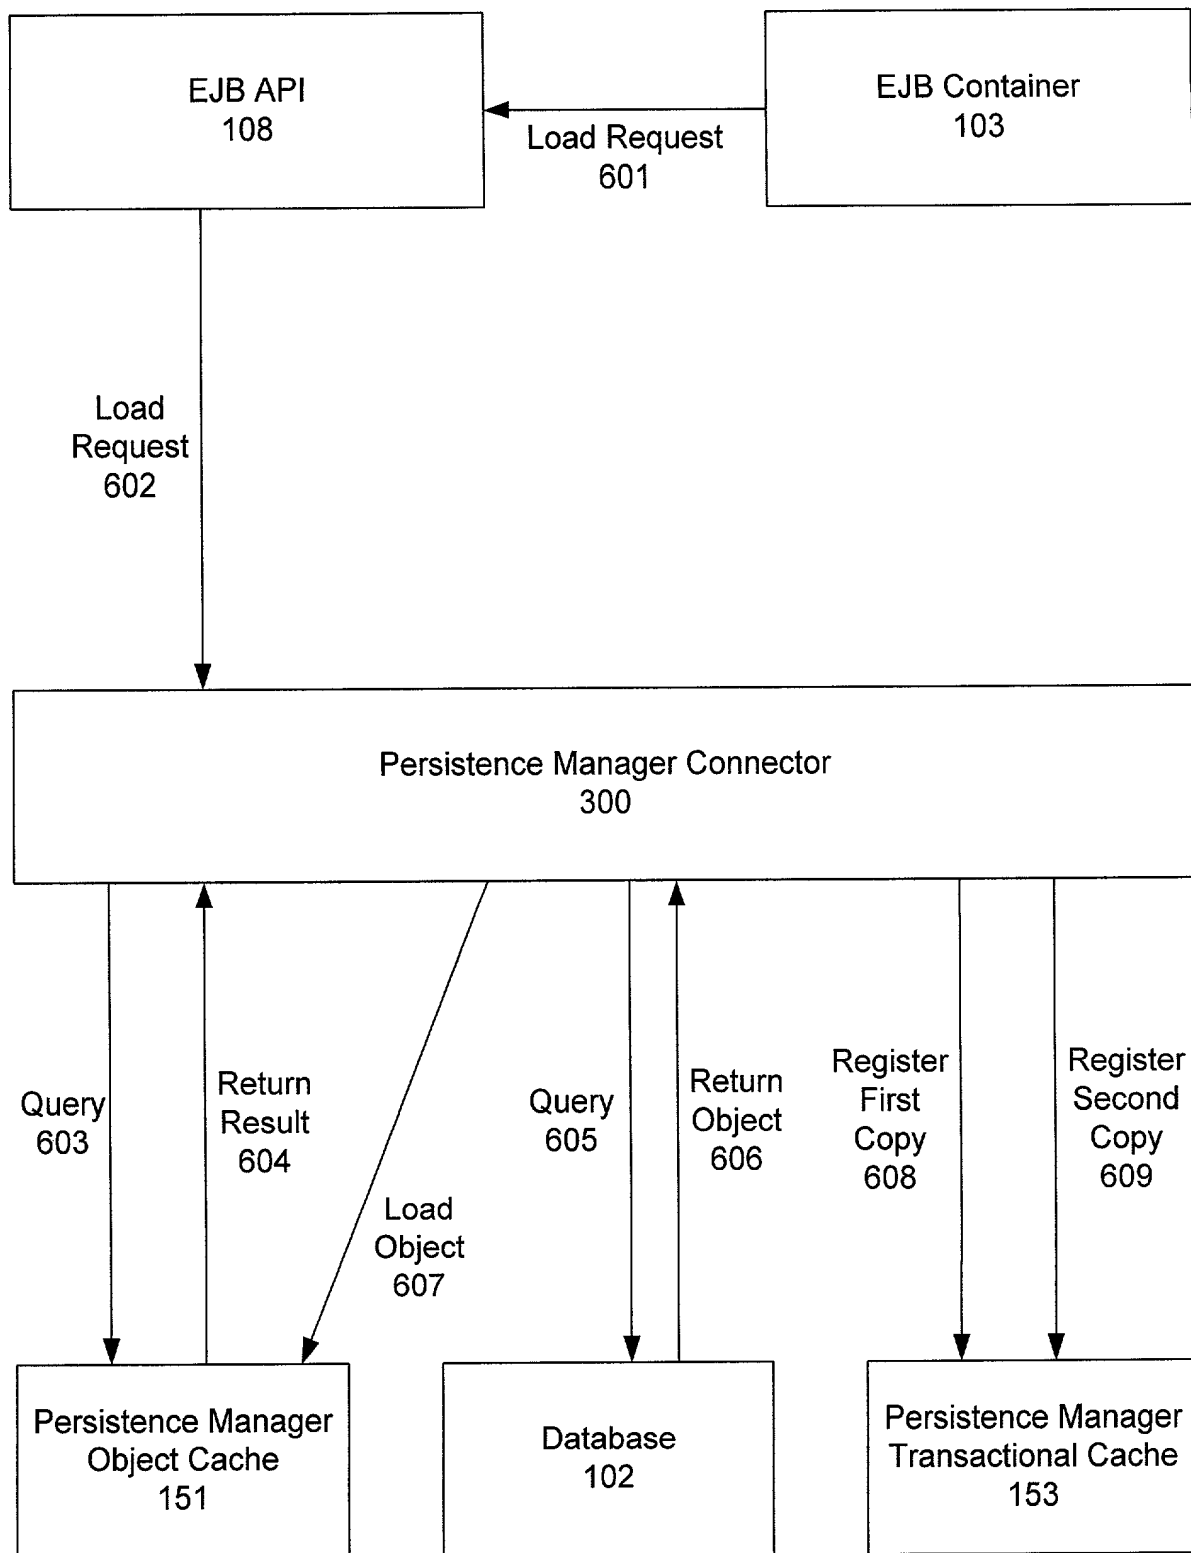 EJB API
108
EJB Container
103
Load Request
601
Load
Request
602
Persistence Manager Connector
300
Query
603
Return
Result
604
Load
Object
607
Query
605
Return
Object
606
Register
First
Copy
608
Register
Second
Copy
609
Persistence Manager
Object Cache
151
Database
102
Persistence Manager
Transactional Cache
153